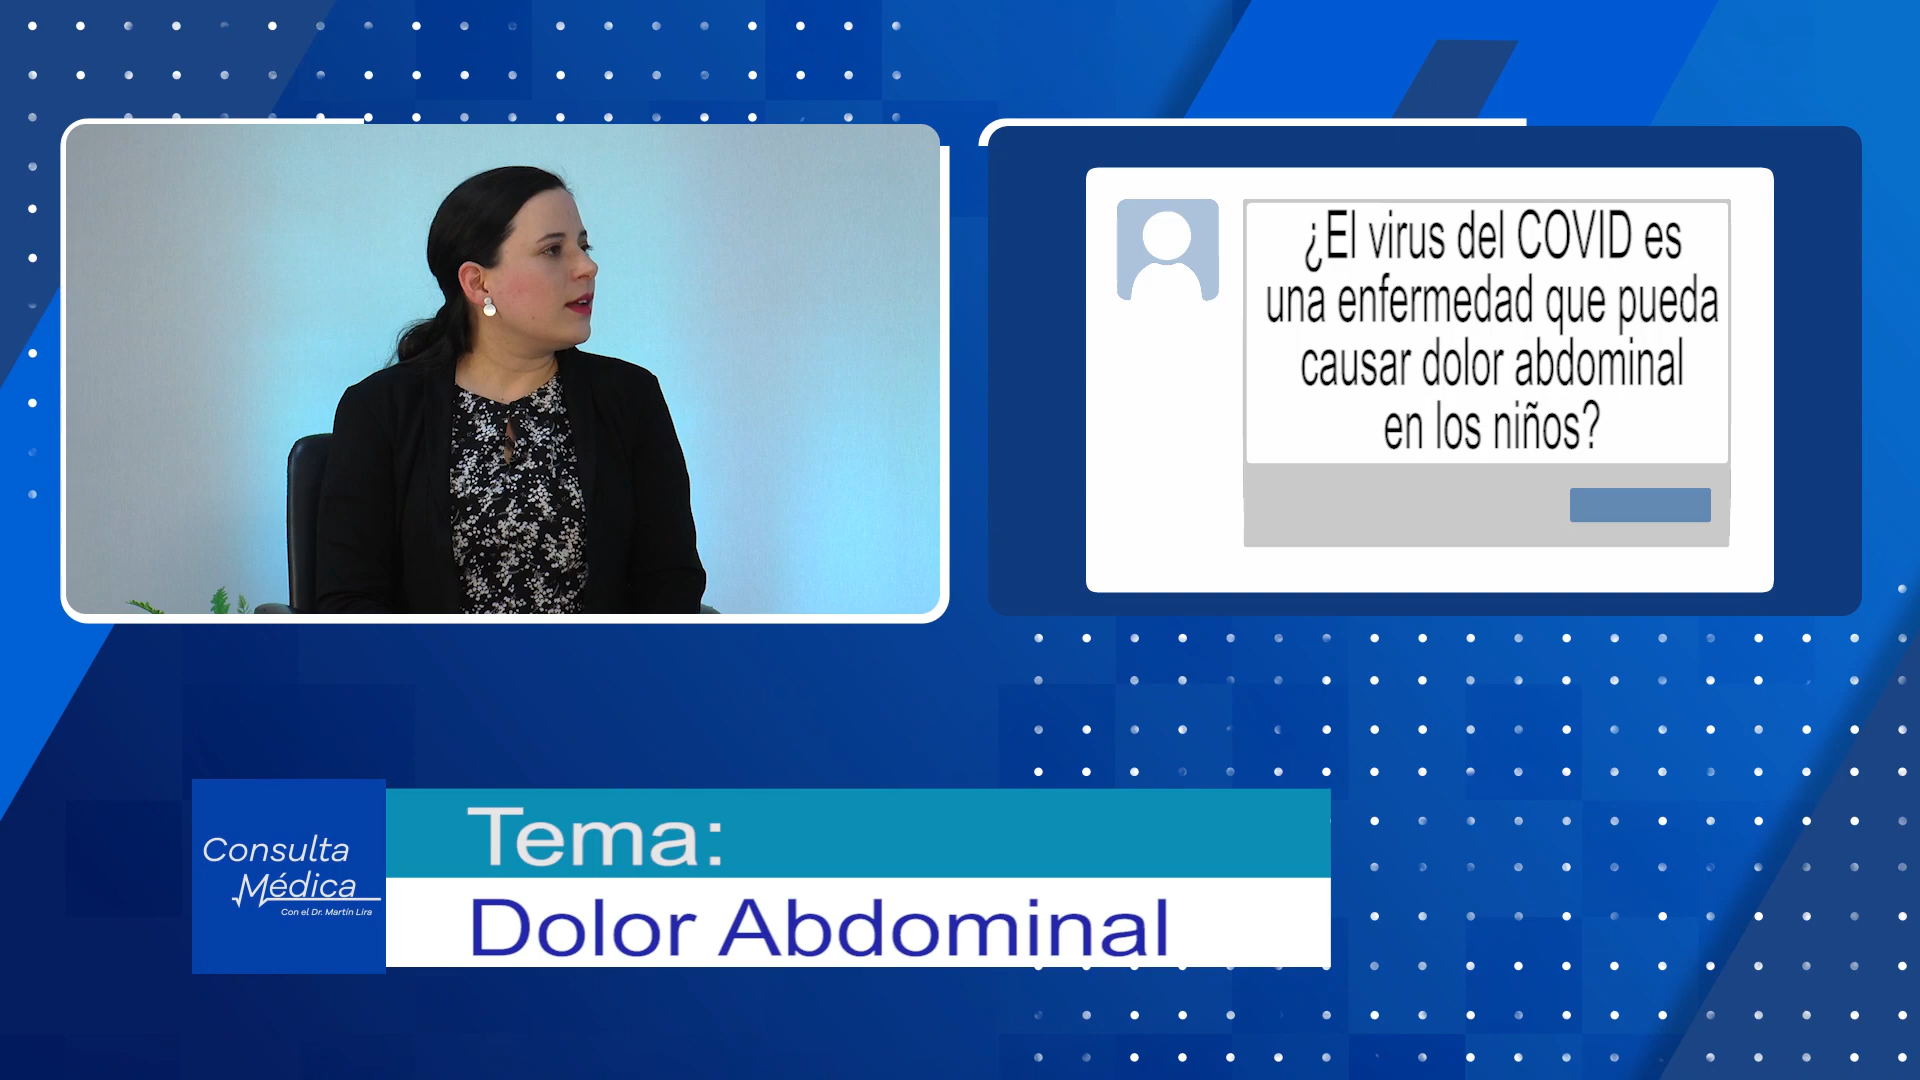 ¿El virus del COVID es
una enfermedad que pueda
causar dolor abdominal
en los niños?
Consulta
Médica
Con el Dr. Martín Lira
Tema:
Dolor Abdominal